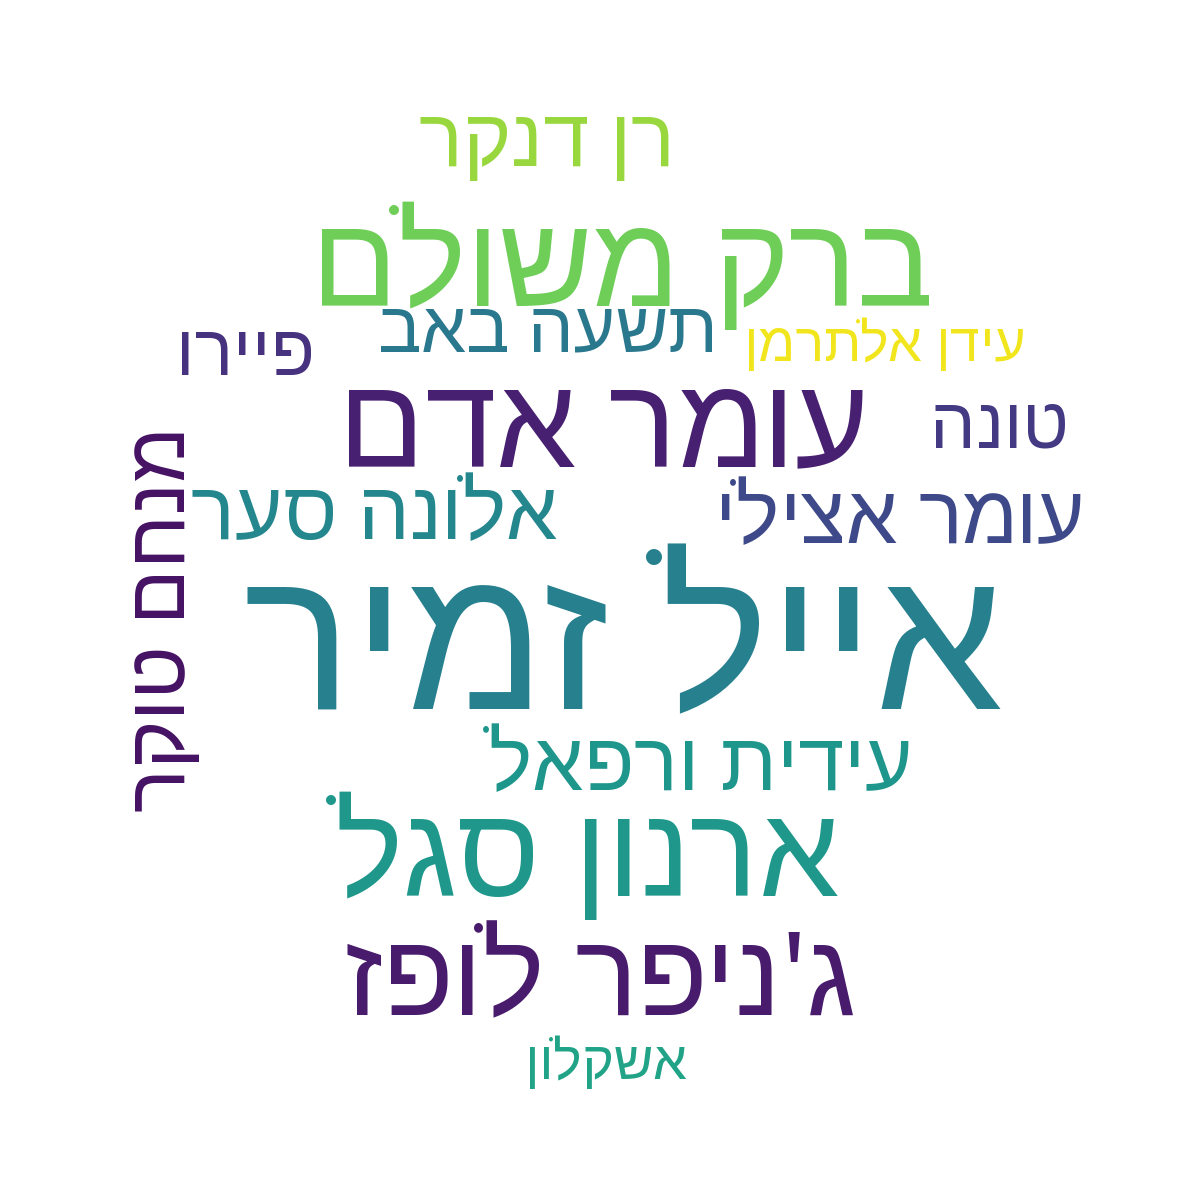 רן דנקר
ברק משולם
תשעה באב
עידן אלתרמן
פיירו
עומר אדם
טונה
מנחם טוקר
אלונה סער
עומר אצילי
אייל זמיר
עידית ורפאל
ארנון סגל
ג'ניפר לופז
אשקלון